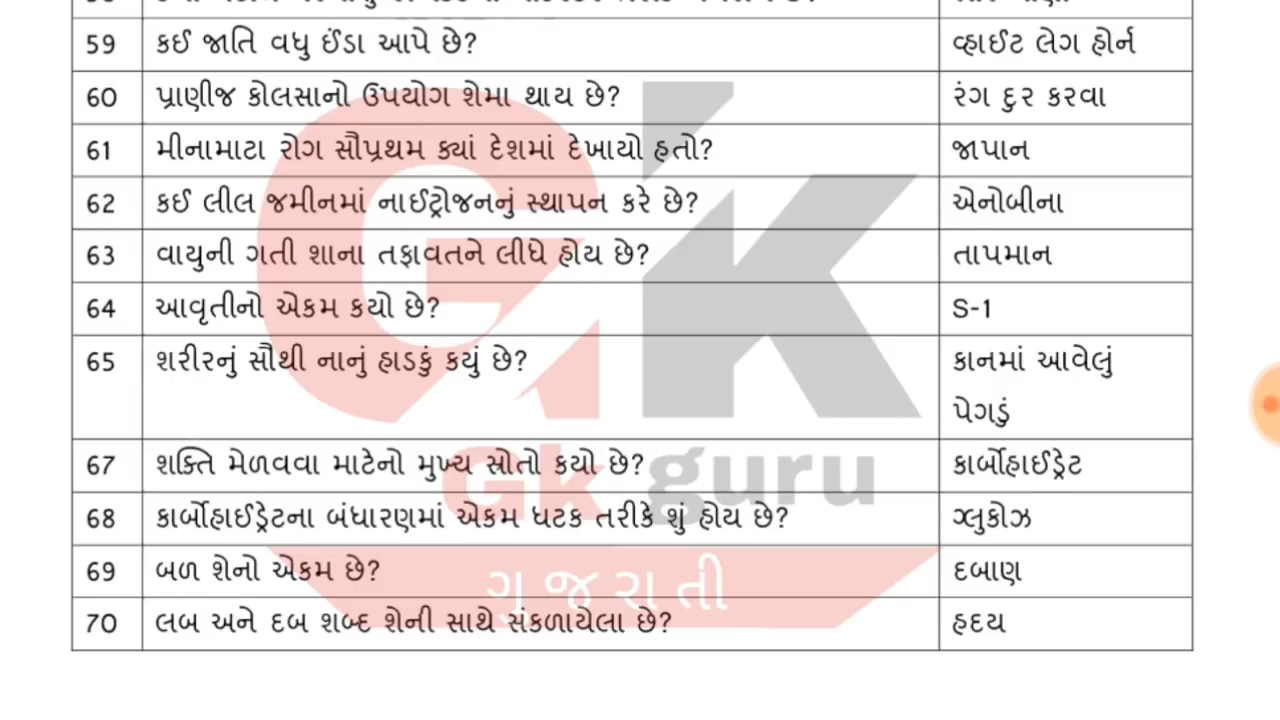 59 કઈ જાતિ વધુ ઈંડા આપે છે? વ્હાઈટ લેગ હોર્ન
60 પ્રાણીજ કોલસાનો ઉપયોગ શેમા થાય છે? રંગ દુર કરવા
61 મીનામાટા રોગ સૌપ્રથમ ક્યાં દેશમાં દેખાયો હતો? જાપાન
62 કઈ લીલ જમીનમાં નાઈટ્રોજનનું સ્થાપન કરે છે? એનોબીના
63 વાયુની ગતી શાના તફાવતને લીધે હોય છે? તાપમાન
64 આવૃતીનો એકમ કયો છે? S-1
65 શરીરનું સૌથી નાનું હાડકું કયું છે? કાનમાં આવેલું
પેગડું
67 શક્તિ મેળવવા માટેનો મુખ્ય સ્રોતો કયો છે? કાર્બોહાઈડ્રેટ
Gk guru
68 કાર્બોહાઈડ્રેટના બંધારણમાં એકમ ઘટક તરીકે શું હોય છે? ગ્લુકોઝ
69 બળ શેનો એકમ છે? દબાણ
ગુજરાતી
70 લબ અને દબ શબ્દ શેની સાથે સંકળાયેલા છે? હદય